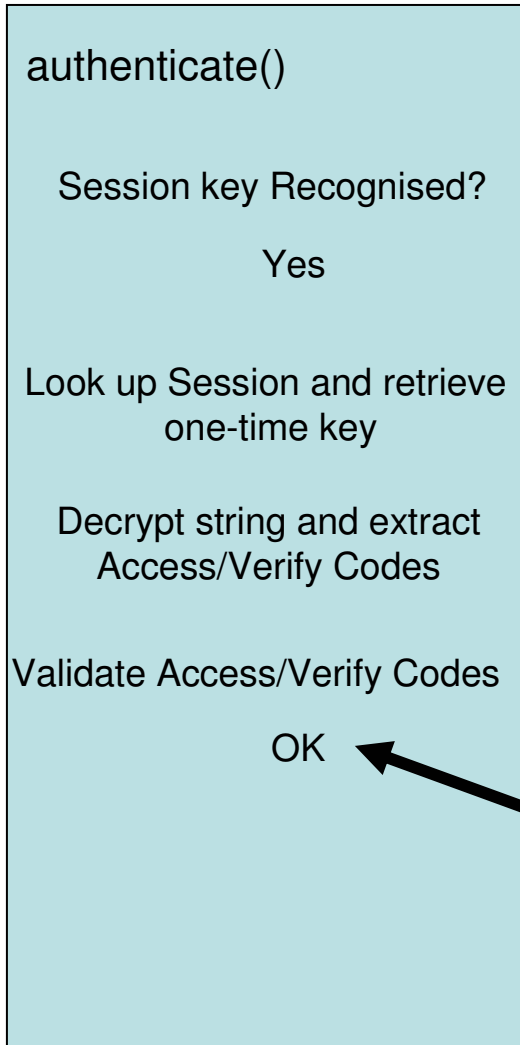 authenticate()
Session key Recognised?
Yes
Look up Session and retrieve
one-time key
Decrypt string and extract
Access/Verify Codes
Validate Access/Verify Codes
OK